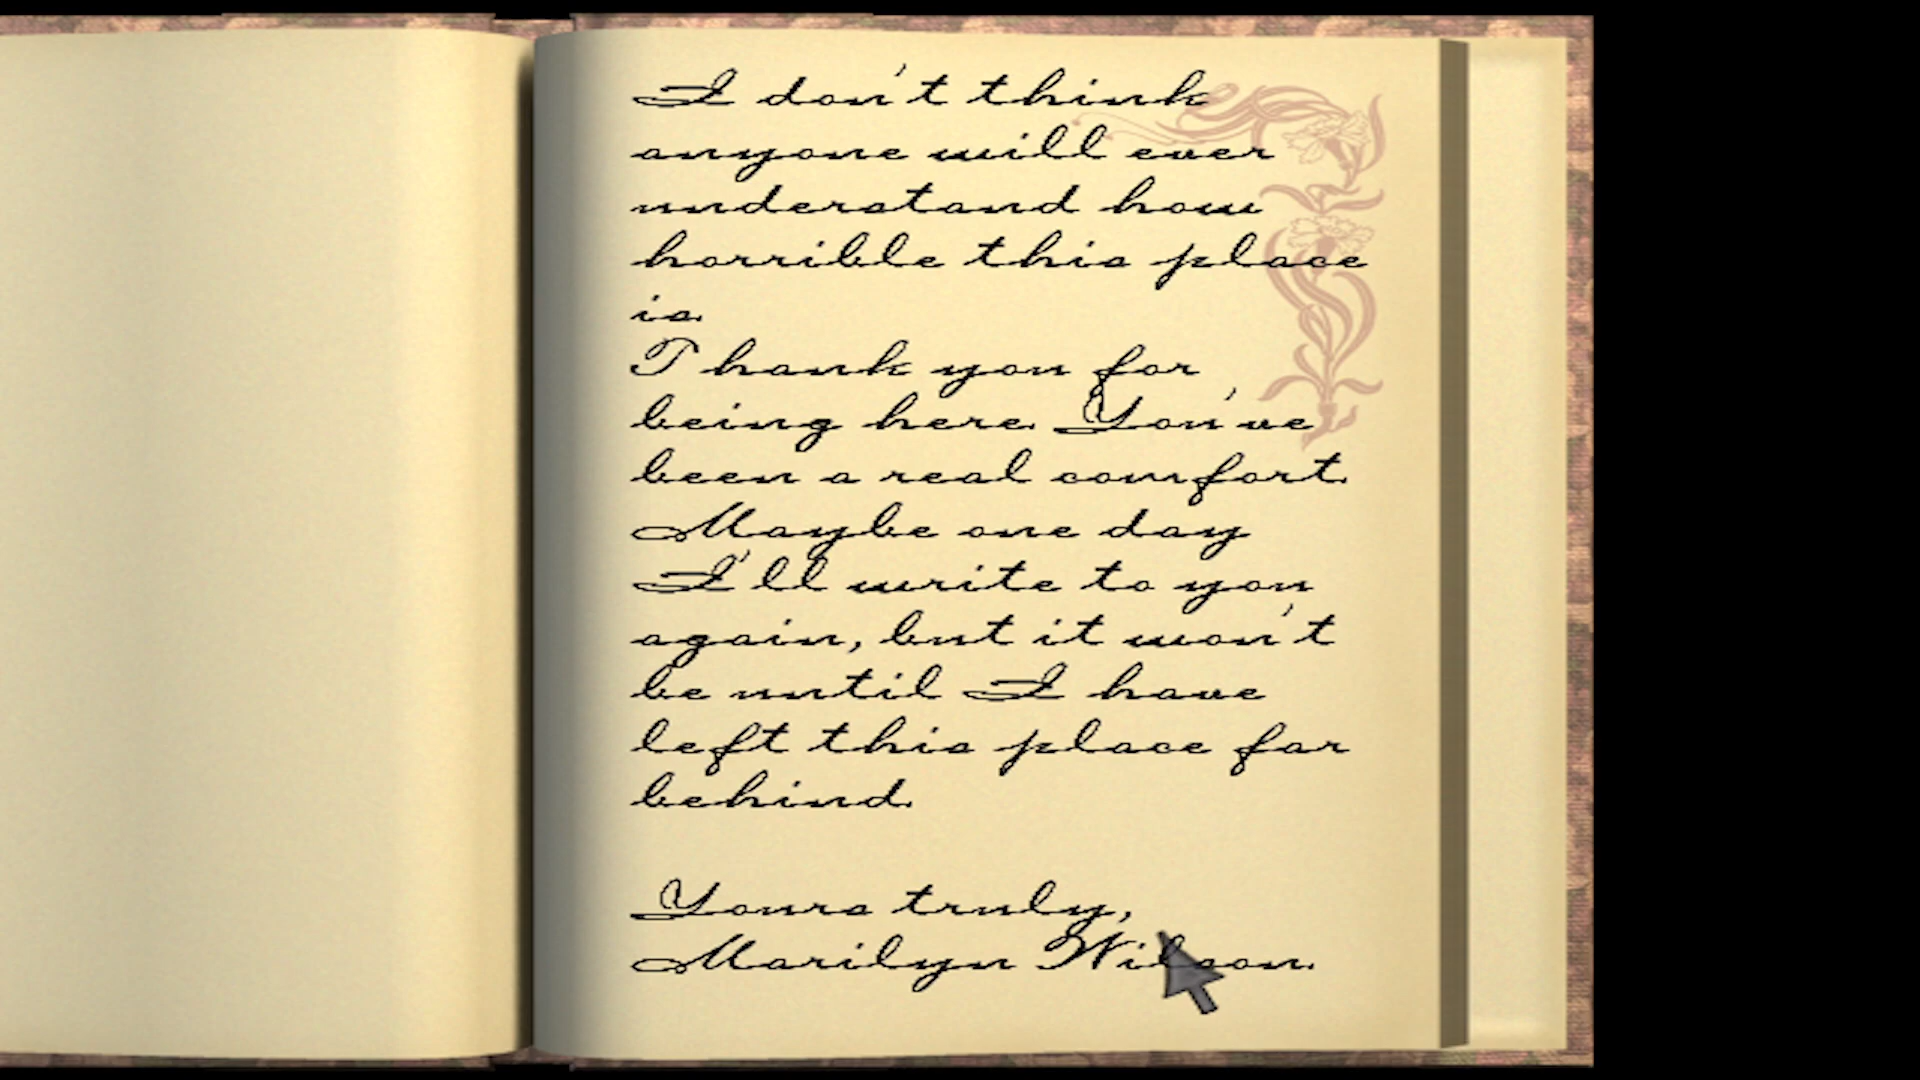 I don't think
anyone will ever
understand how
horrible this place
is.
Thank you for
being here. You've
been a real comfort.
Maybe one day
I'll write to you
again, but it won't
be until I have
left this place far
behind.
Yours truly,
Marilyn Wilson.